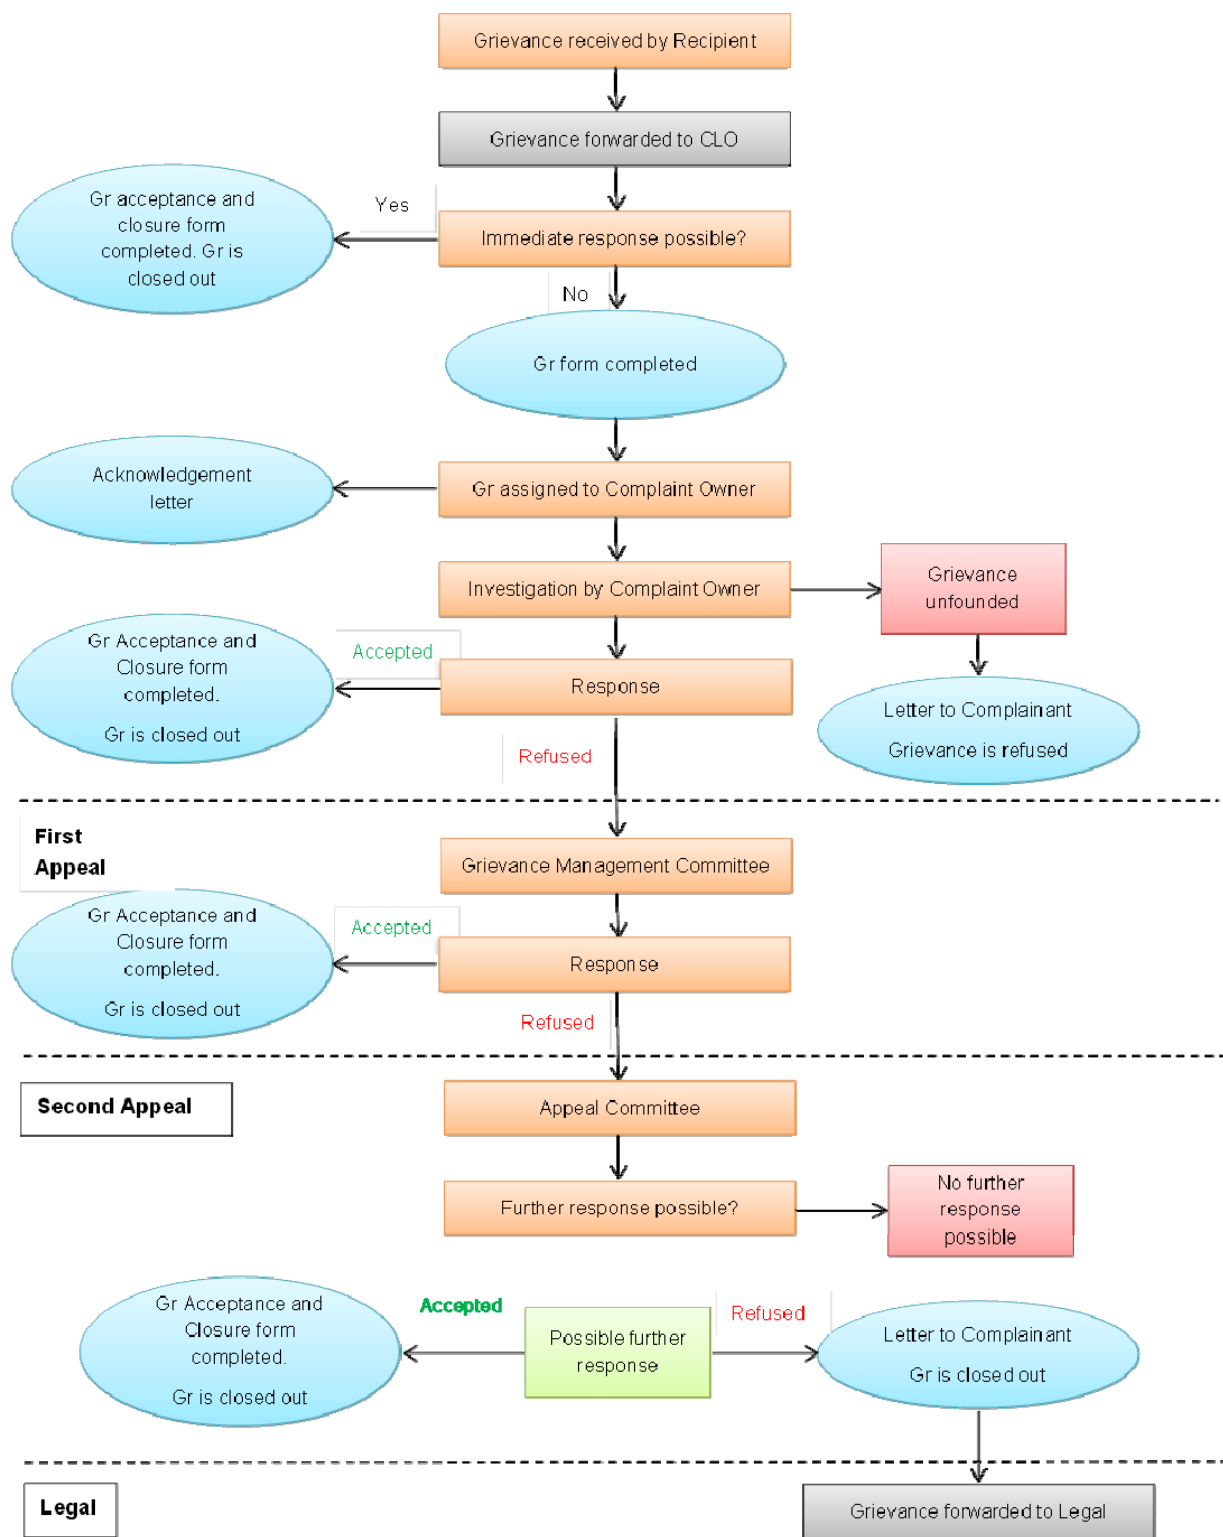 Grievance received by Recipient
Grievance forwarded to CLO
Yes
Gr acceptance and
closure form
completed. Gr is
closed out
Immediate response possible?
No
Gr form completed
Acknowledgement
letter
Gr assigned to Complaint Owner
Investigation by Complaint Owner
Grievance
unfounded
Accepted
Gr Acceptance and
Closure form
completed.
Gr is closed out
Response
Letter to Complainant
Grievance is refused
Refused
First
Appeal
Grievance Management Committee
Accepted
Gr Acceptance and
Closure form
completed.
Gr is closed out
Response
Refused
Second Appeal
Appeal Committee
Further response possible?
No further
response
possible
Gr Acceptance and
Closure form
completed.
Gr is closed out
Accepted
Possible further
response
Refused
Letter to Complainant
Gr is closed out
Legal
Grievance forwarded to Legal